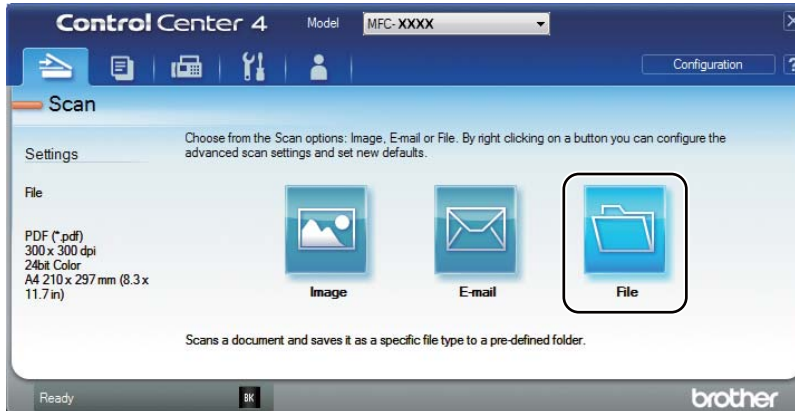 Control Center 4
Model
MFC-XXXX
Configuration
?
Scan
Settings
File
PDF (*.pdf)
300 x 300 dpi
24bit Color
A4 210 x 297 mm (8.3 x
11.7 in)
Choose from the Scan options: Image, E-mail or File. By right clicking on a button you can configure the
advanced scan settings and set new defaults.
Image
E-mail
File
Scans a document and saves it as a specific file type to a pre-defined folder.
Ready
BK
brother